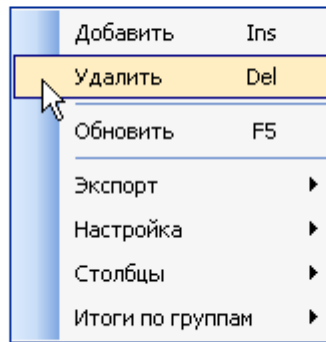 Добавить Ins
Удалить Del
Обновить F5
Экспорт
Настройка
Столбцы
Итоги по группам